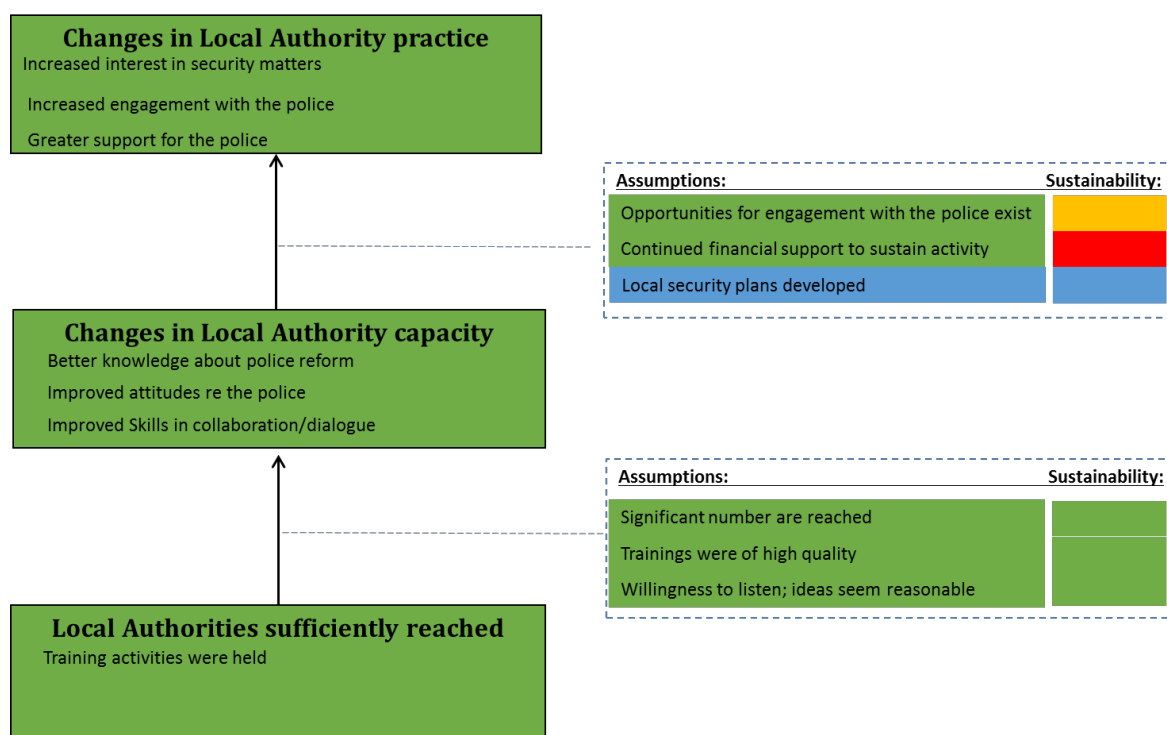 Changes in Local Authority practice
Increased interest in security matters
Increased engagement with the police
Greater support for the police
Assumptions: Sustainability:
Opportunities for engagement with the police exist
Continued financial support to sustain activity
Local security plans developed
Changes in Local Authority capacity
Better knowledge about police reform
Improved attitudes re the police
Improved Skills in collaboration/dialogue
Assumptions: Sustainability:
Significant number are reached
Trainings were of high quality
Willingness to listen; ideas seem reasonable
Local Authorities sufficiently reached
Training activities were held